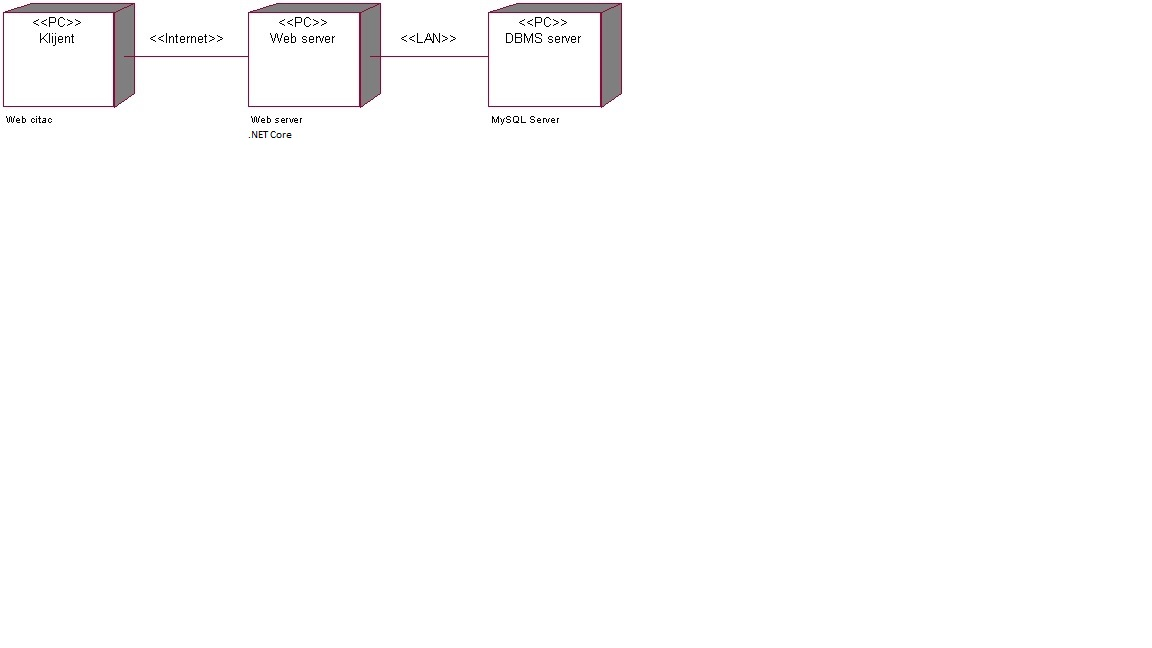 <<PC>>
Klijent
<<Internet>>
<<PC>>
Web server
<<LAN>>
<<PC>>
DBMS server
Web citac
Web server
.NET Core
MySQL Server